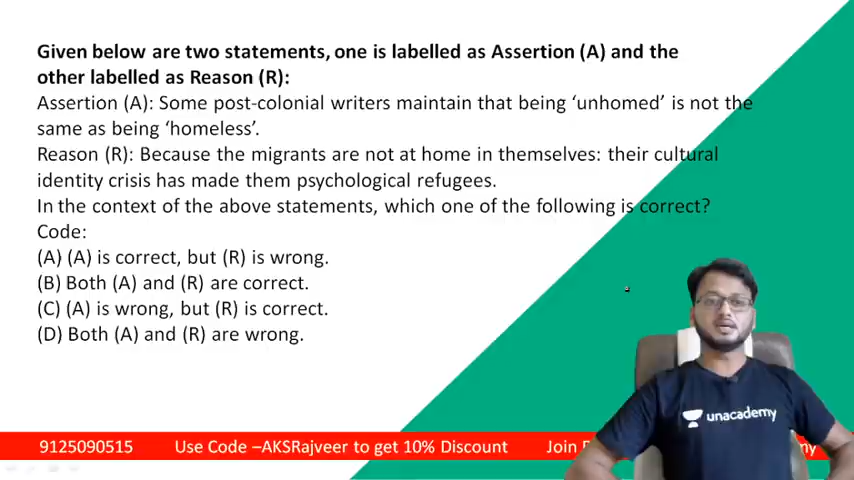 Given below are two statements, one is labelled as Assertion (A) and the
other labelled as Reason (R):
Assertion (A): Some post-colonial writers maintain that being ‘unhomed’ is not the
same as being ‘homeless’.
Reason (R): Because the migrants are not at home in themselves: their cultural
identity crisis has made them psychological refugees.
In the context of the above statements, which one of the following is correct?
Code:
(A) (A) is correct, but (R) is wrong.
(B) Both (A) and (R) are correct.
(C) (A) is wrong, but (R) is correct.
(D) Both (A) and (R) are wrong.
unacademy
9125090515 Use Code –AKSRajveer to get 10% Discount Join